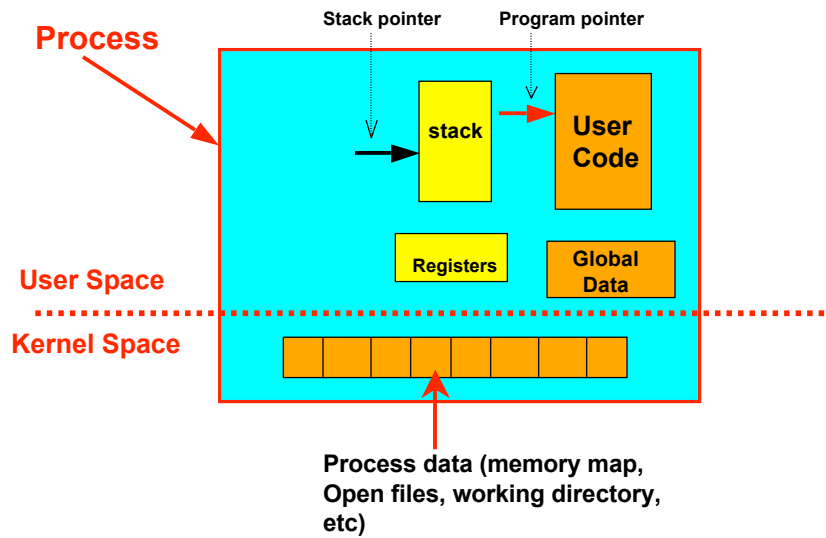 Stack pointer
Program pointer
Process
stack
User
Code
Registers
Global
Data
User Space
Kernel Space
Process data (memory map,
Open files, working directory,
etc)